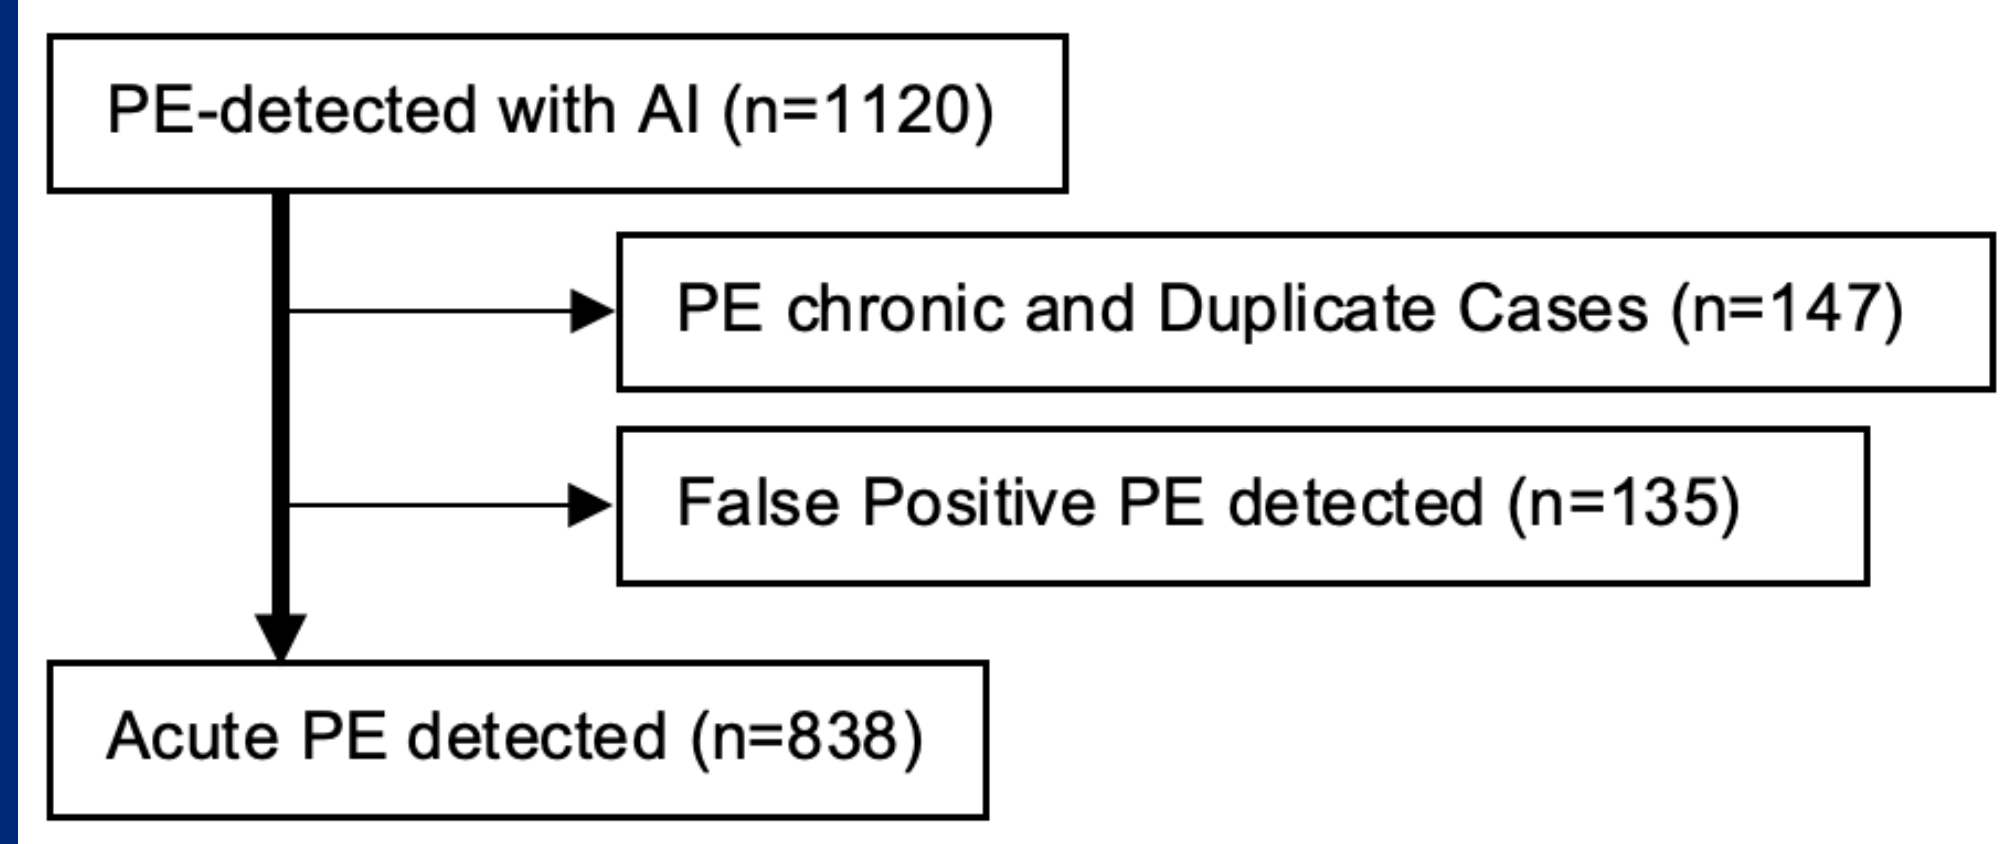 PE-detected with AI (n=1120)
PE chronic and Duplicate Cases (n=147)
False Positive PE detected (n=135)
Acute PE detected (n=838)